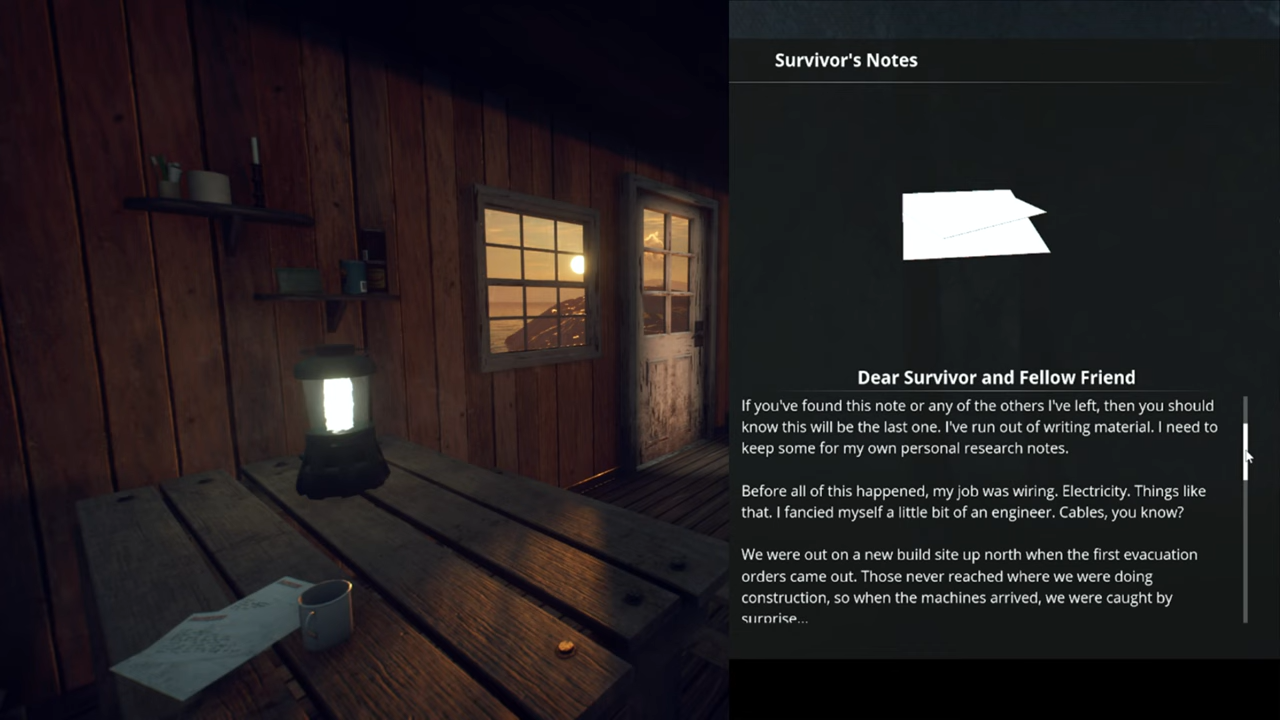 Survivor's Notes
Dear Survivor and Fellow Friend
If you've found this note or any of the others I've left, then you should
know this will be the last one. I've run out of writing material. I need to
keep some for my own personal research notes.
Before all of this happened, my job was wiring. Electricity. Things like
that. I fancied myself a little bit of an engineer. Cables, you know?
We were out on a new build site up north when the first evacuation
orders came out. Those never reached where we were doing
construction, so when the machines arrived, we were caught by
surprise...